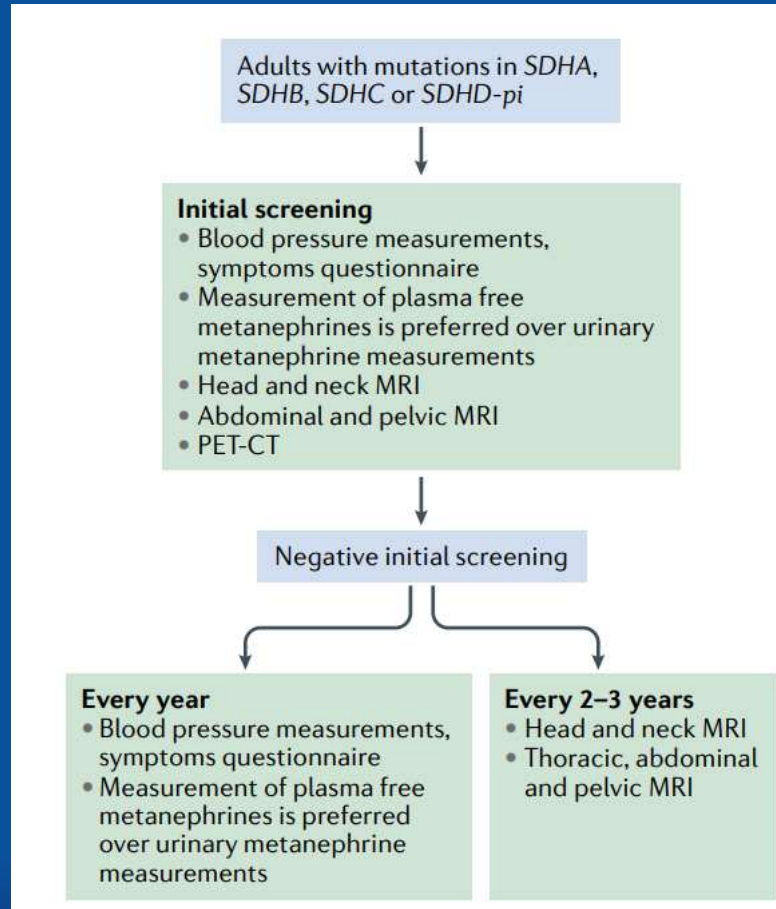 Adults with mutations in SDHA,
SDHB, SDHC or SDHD-pi
Initial screening
• Blood pressure measurements,
symptoms questionnaire
• Measurement of plasma free
metanephrines is preferred over urinary
metanephrine measurements
• Head and neck MRI
• Abdominal and pelvic MRI
• PET-CT
Negative initial screening
Every year
• Blood pressure measurements,
symptoms questionnaire
• Measurement of plasma free
metanephrines is preferred
over urinary metanephrine
measurements
Every 2–3 years
• Head and neck MRI
• Thoracic, abdominal
and pelvic MRI